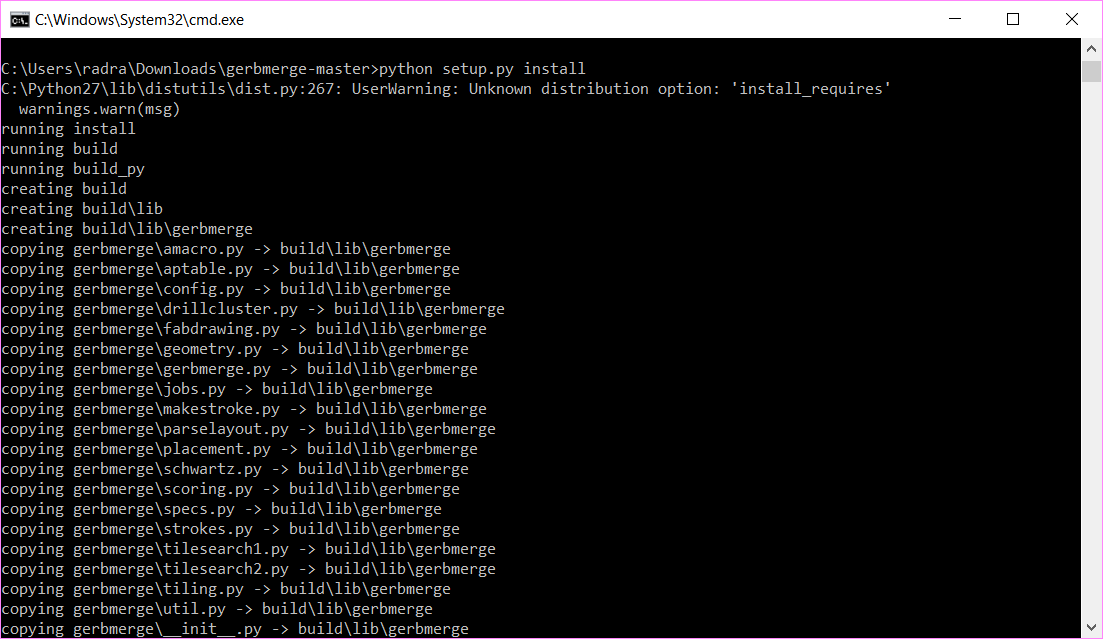 C:\Windows\System32\cmd.exe
C:\Users\radra\Downloads\gerbmerge-master>python setup.py install
C:\Python27\lib\distutils\dist.py:267: UserWarning: Unknown distribution option: 'install_requires'
  warnings.warn(msg)
running install
running build
running build_py
creating build
creating build\lib
creating build\lib\gerbmerge
copying gerbmerge\amacro.py -> build\lib\gerbmerge
copying gerbmerge\aptable.py -> build\lib\gerbmerge
copying gerbmerge\config.py -> build\lib\gerbmerge
copying gerbmerge\drillcluster.py -> build\lib\gerbmerge
copying gerbmerge\fabdrawing.py -> build\lib\gerbmerge
copying gerbmerge\geometry.py -> build\lib\gerbmerge
copying gerbmerge\gerbmerge.py -> build\lib\gerbmerge
copying gerbmerge\jobs.py -> build\lib\gerbmerge
copying gerbmerge\makestroke.py -> build\lib\gerbmerge
copying gerbmerge\parselayout.py -> build\lib\gerbmerge
copying gerbmerge\placement.py -> build\lib\gerbmerge
copying gerbmerge\schwartz.py -> build\lib\gerbmerge
copying gerbmerge\scoring.py -> build\lib\gerbmerge
copying gerbmerge\specs.py -> build\lib\gerbmerge
copying gerbmerge\strokes.py -> build\lib\gerbmerge
copying gerbmerge\tilesearch1.py -> build\lib\gerbmerge
copying gerbmerge\tilesearch2.py -> build\lib\gerbmerge
copying gerbmerge\tiling.py -> build\lib\gerbmerge
copying gerbmerge\util.py -> build\lib\gerbmerge
copying gerbmerge\__init__.py -> build\lib\gerbmerge